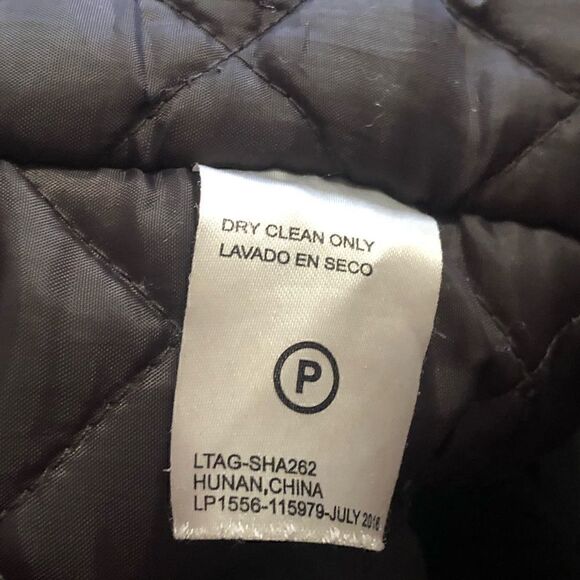 DRY CLEAN ONLY
LAVADO EN SECO
P
LTAG-SHA262
HUNAN,CHINA
LP1556-115979-JULY 2018